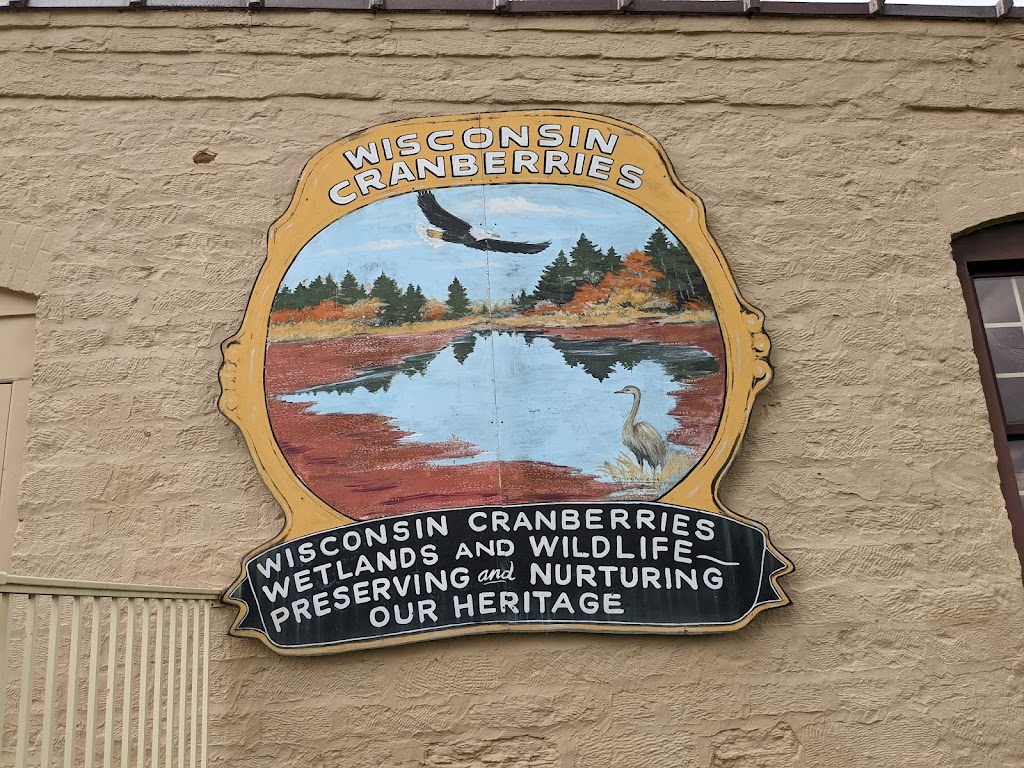 WISCONSIN
CRANBERRIES
WISCONSIN CRANBERRIES
WETLANDS AND WILDLIFE—
PRESERVING and NURTURING
OUR HERITAGE